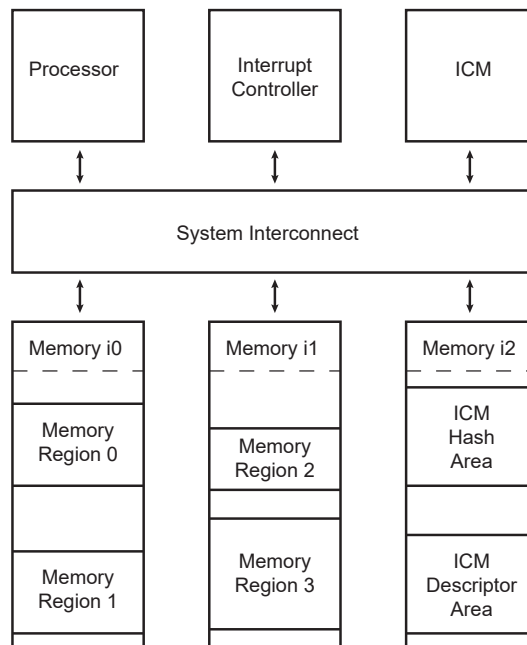 Processor
Interrupt
Controller
ICM
System Interconnect
Memory i0
Memory i1
Memory i2
Memory
Region 0
Memory
Region 2
ICM
Hash
Area
Memory
Region 1
Memory
Region 3
ICM
Descriptor
Area